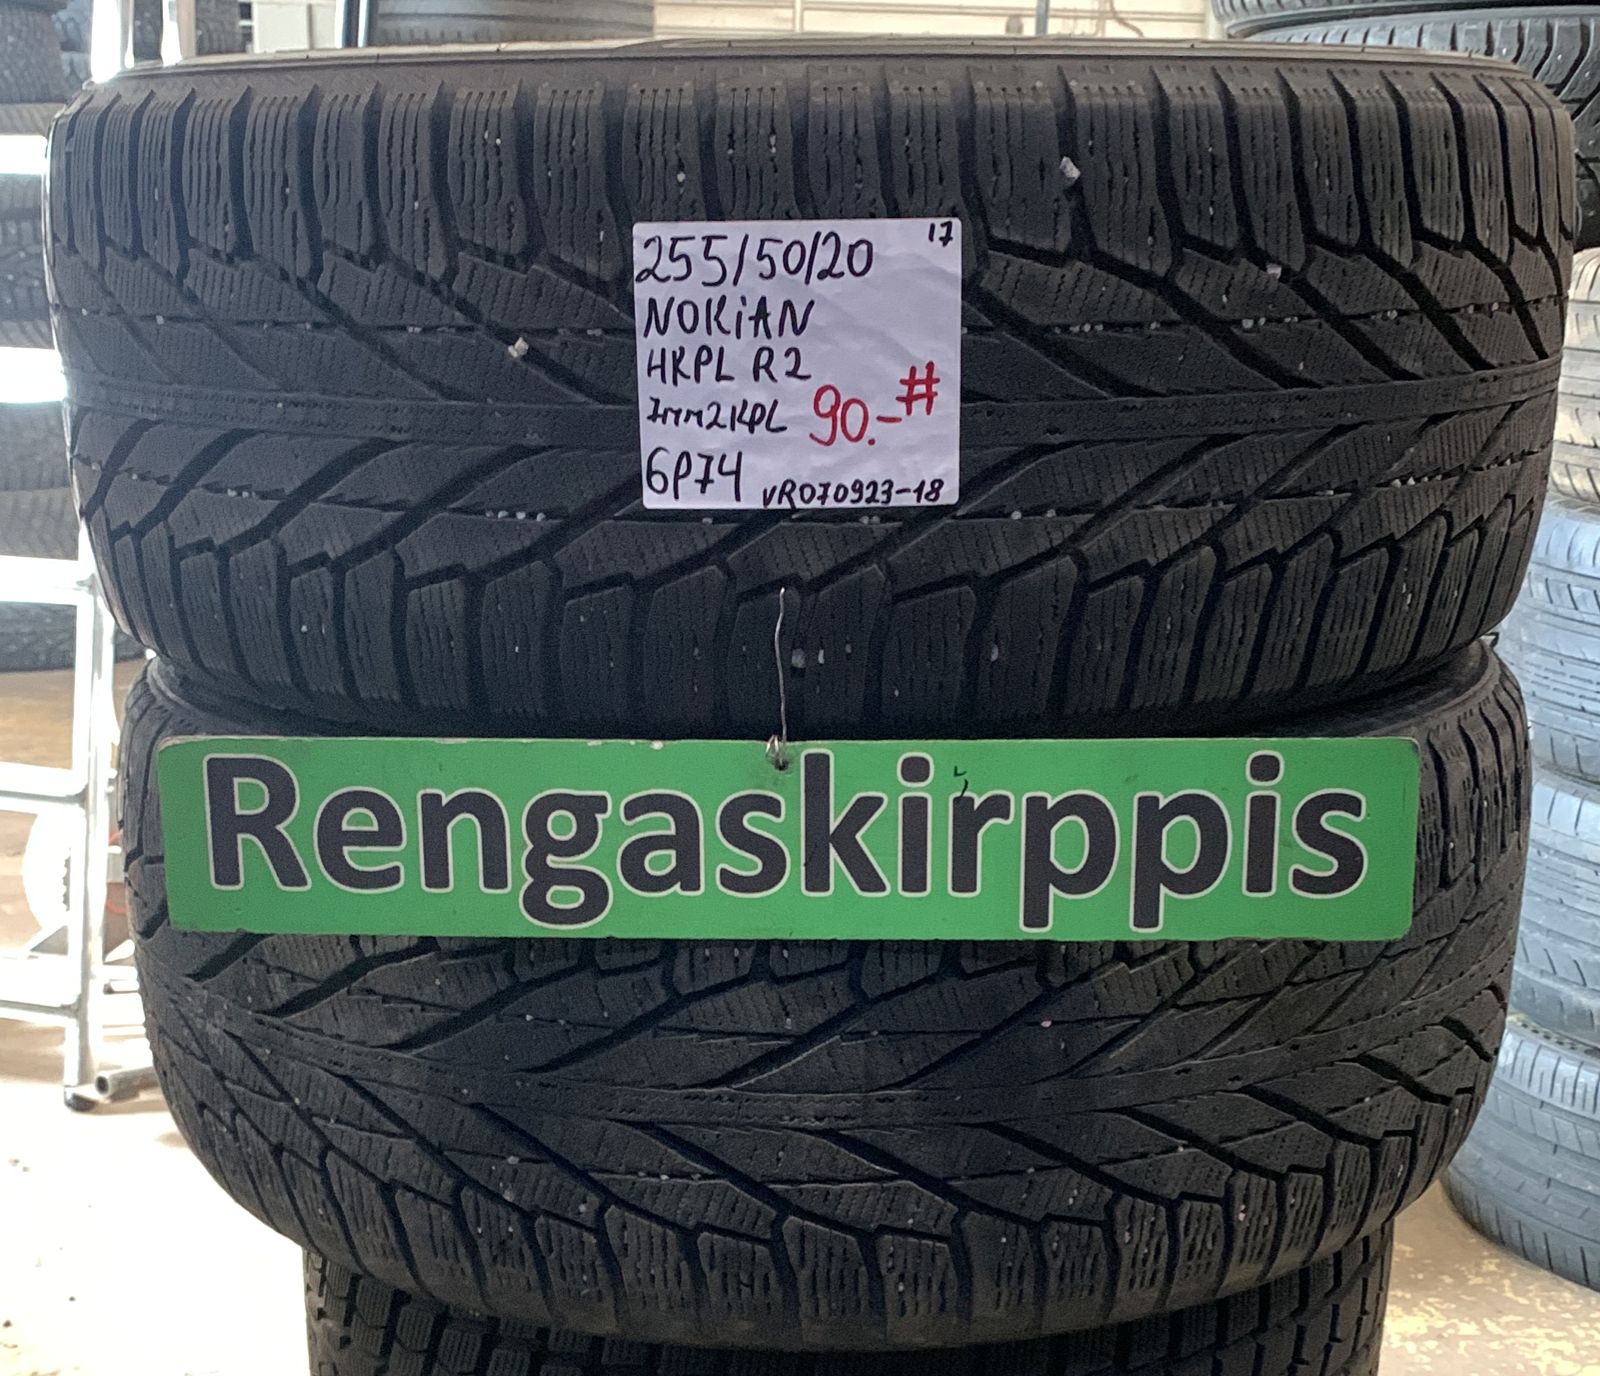 255/50/20 17
NOKiAN
HKPL R2
7mm2KPL 90.-#
6P74 VR070923-18
Rengaskirppis